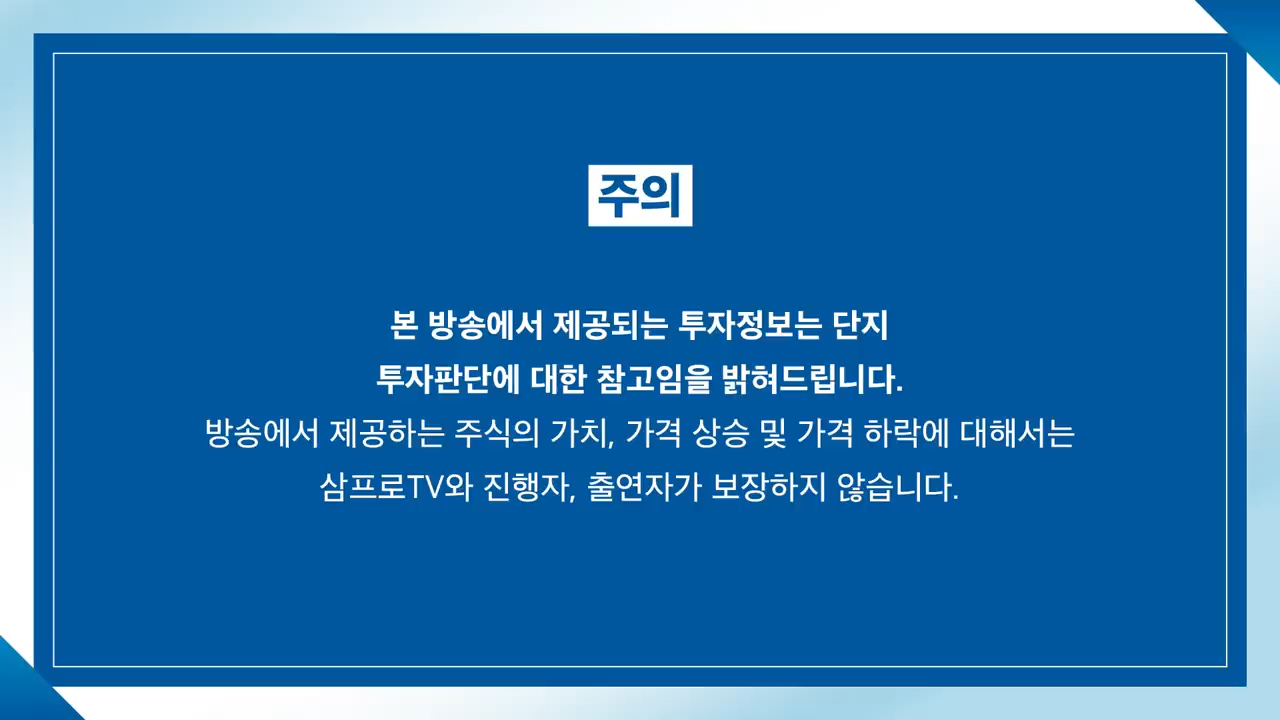 주의
본 방송에서 제공되는 투자정보는 단지
투자판단에 대한 참고임을 밝혀드립니다.
방송에서 제공하는 주식의 가치, 가격 상승 및 가격 하락에 대해서는
삼프로TV와 진행자, 출연자가 보장하지 않습니다.